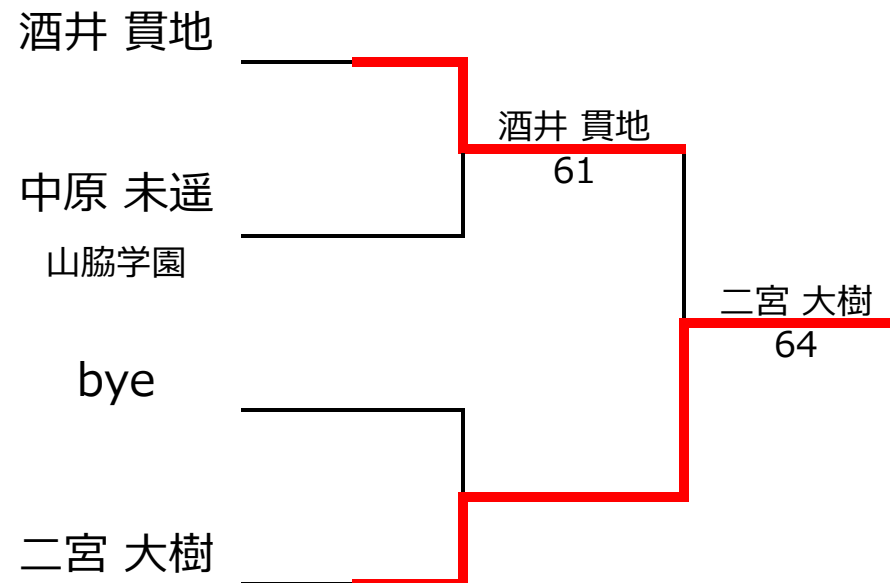 酒井 貫地
酒井 貫地
61
中原 未遥
山脇学園
二宮 大樹
64
bye
二宮 大樹